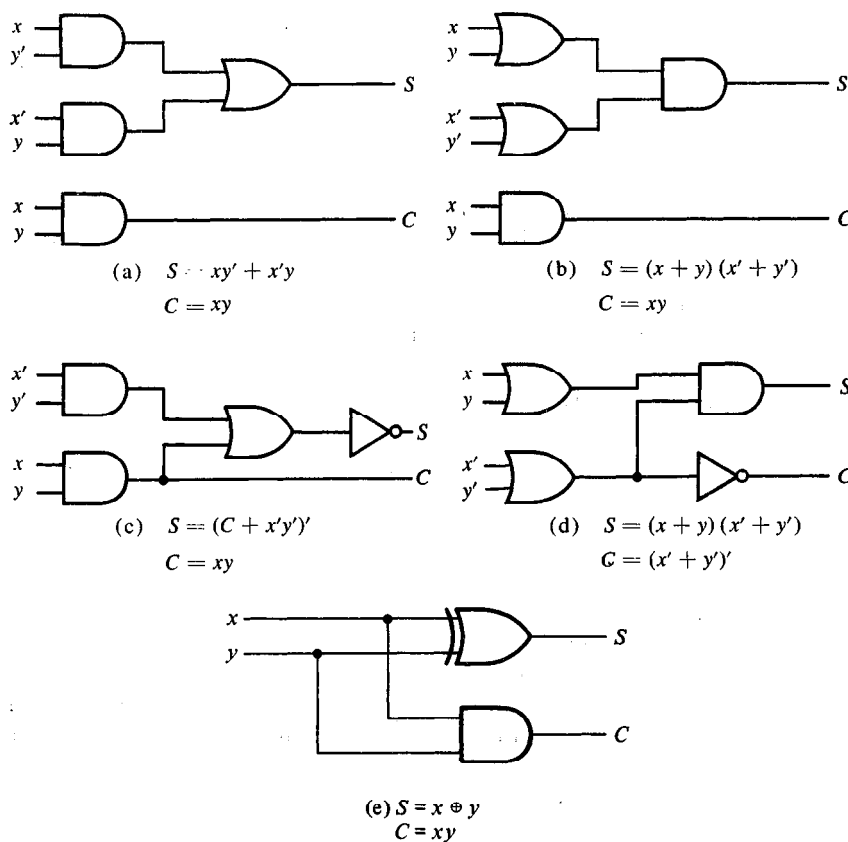 x
y'
S
x'
y
x
y
C
(a) S = xy' + x'y
C = xy
x
y
S
x'
y'
x
y
C
(b) S = (x + y) (x' + y')
C = xy
x'
y'
S
x
y
C
(c) S = (C + x'y')'
C = xy
x
y
S
x'
y'
C
(d) S = (x + y) (x' + y')
C = (x' + y')'
x
S
y
C
(e) S = x ⊕ y
C = xy